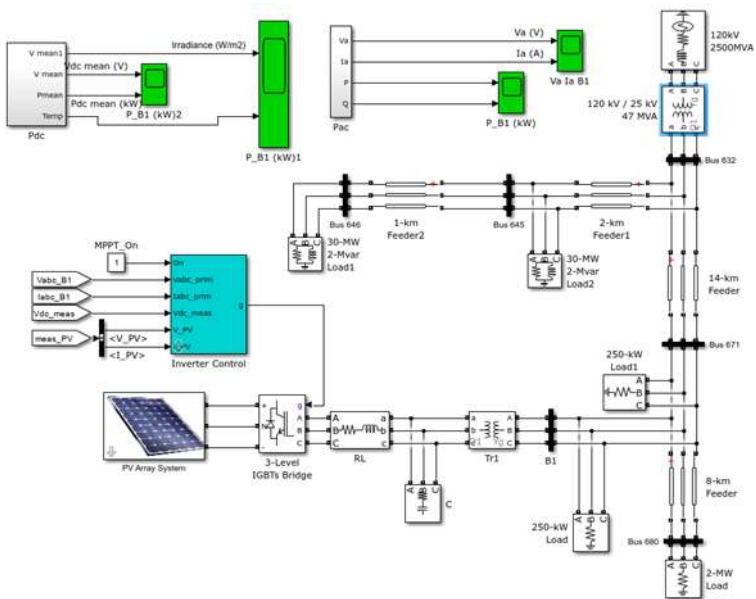 V mean1
V mean
Pmean
Temp
Pdc
Irradiance (W/m2)
Vdc mean (V)
Pdc mean (kW)
P_B1 (kW)2
P_B1 (kW)1
Va
Ia
P
Q
Pac
Va (V)
Ia (A)
Va Ia B1
P_B1 (kW)
120kV
2500MVA
A
B
C
120 kV / 25 kV
47 MVA
A
B
C
a
b
c
Bus 632
Bus 646
1-km
Feeder2
Bus 645
2-km
Feeder1
A
B
C
30-MW
2-Mvar
Load1
A
B
C
30-MW
2-Mvar
Load2
14-km
Feeder
MPPT_On
1
Vabc_B1
Iabc_B1
Vdc_meas
meas_PV
<V_PV>
<I_PV>
On
Vabc_prim
Iabc_prim
Vdc_meas
V_PV
g
Inverter Control
Bus 671
250-kW
Load1
A
B
C
PV Array System
+
N
-
g
A
B
C
3-Level
IGBTs Bridge
A
B
C
a
b
c
RL
a
b
c
A
B
C
Tr1
B1
A
B
C
C
A
B
C
250-kW
Load
8-km
Feeder
Bus 680
A
B
C
2-MW
Load